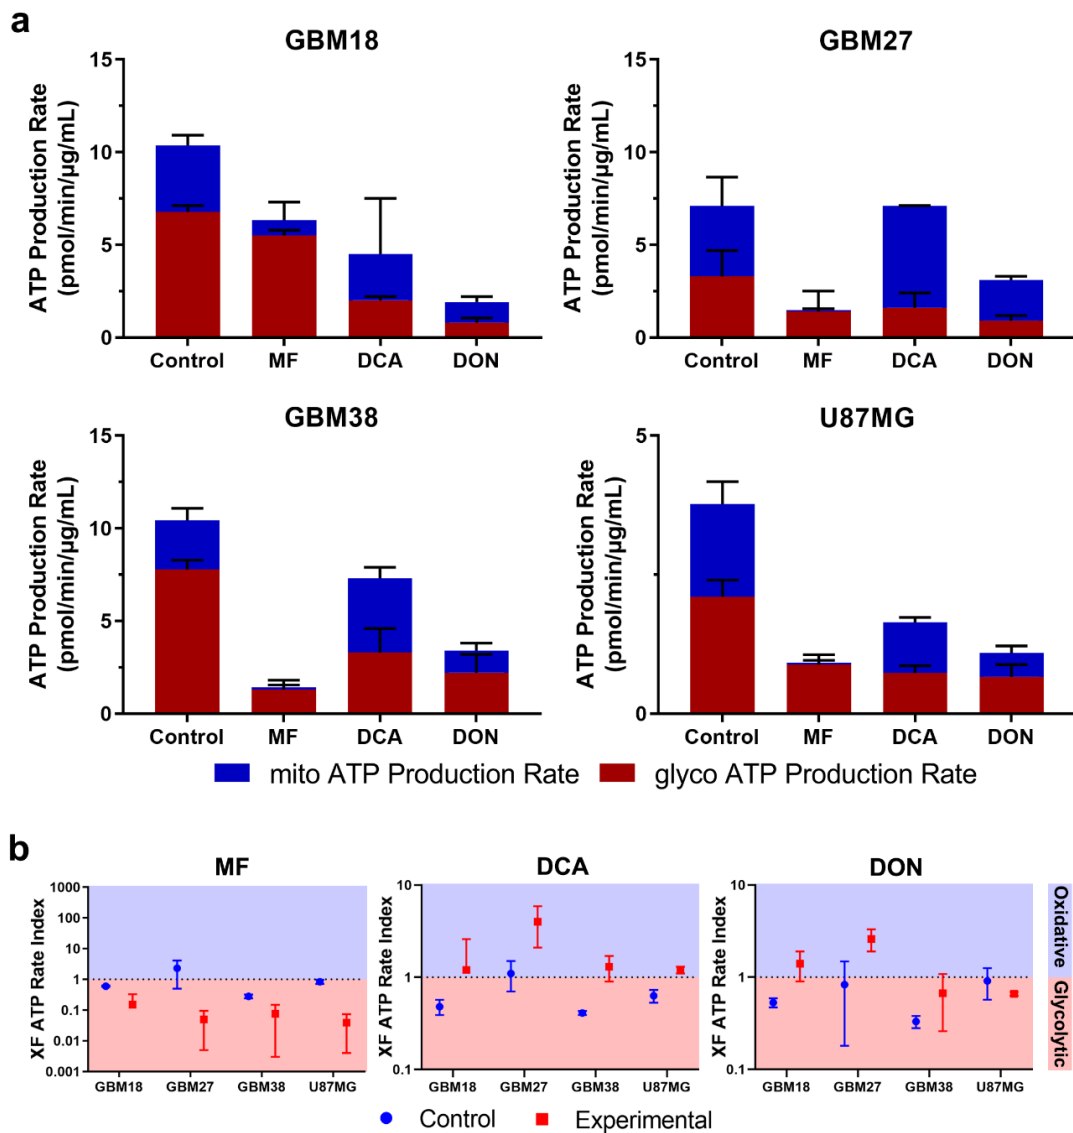 a
GBM18
ATP Production Rate
(pmol/min/µg/mL)
15
10
5
0
Control MF DCA DON
GBM27
ATP Production Rate
(pmol/min/µg/mL)
15
10
5
0
Control MF DCA DON
GBM38
ATP Production Rate
(pmol/min/µg/mL)
15
10
5
0
Control MF DCA DON
U87MG
ATP Production Rate
(pmol/min/µg/mL)
5
0
Control MF DCA DON
mito ATP Production Rate glyco ATP Production Rate
b
MF
XF ATP Rate Index
1000
100
10
1
0.1
0.01
0.001
GBM18 GBM27 GBM38 U87MG
DCA
XF ATP Rate Index
10
1
0.1
GBM18 GBM27 GBM38 U87MG
DON
XF ATP Rate Index
10
1
0.1
GBM18 GBM27 GBM38 U87MG
Oxidative
Glycolytic
Control Experimental